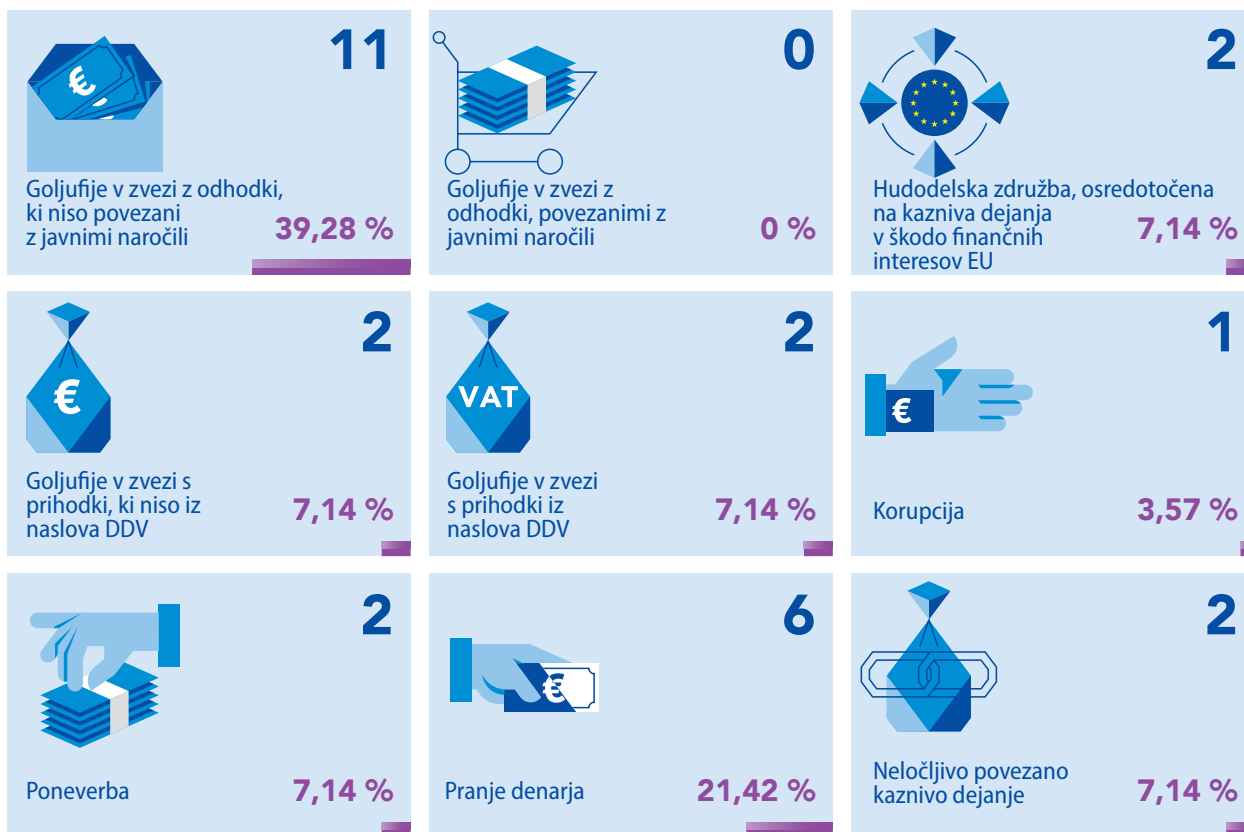 11
€
Goljufije v zvezi z odhodki,
ki niso povezani
z javnimi naročili
39,28 %
0
Goljufije v zvezi z
odhodki, povezanimi z
javnimi naročili
0 %
2
Hudodelska združba, osredotočena
na kazniva dejanja
v škodo finančnih
interesov EU
7,14 %
2
€
Goljufije v zvezi s
prihodki, ki niso iz
naslova DDV
7,14 %
2
VAT
Goljufije v zvezi
s prihodki iz
naslova DDV
7,14 %
1
€
Korupcija
3,57 %
2
Poneverba
7,14 %
6
€
Pranje denarja
21,42 %
2
Neločljivo povezano
kaznivo dejanje
7,14 %